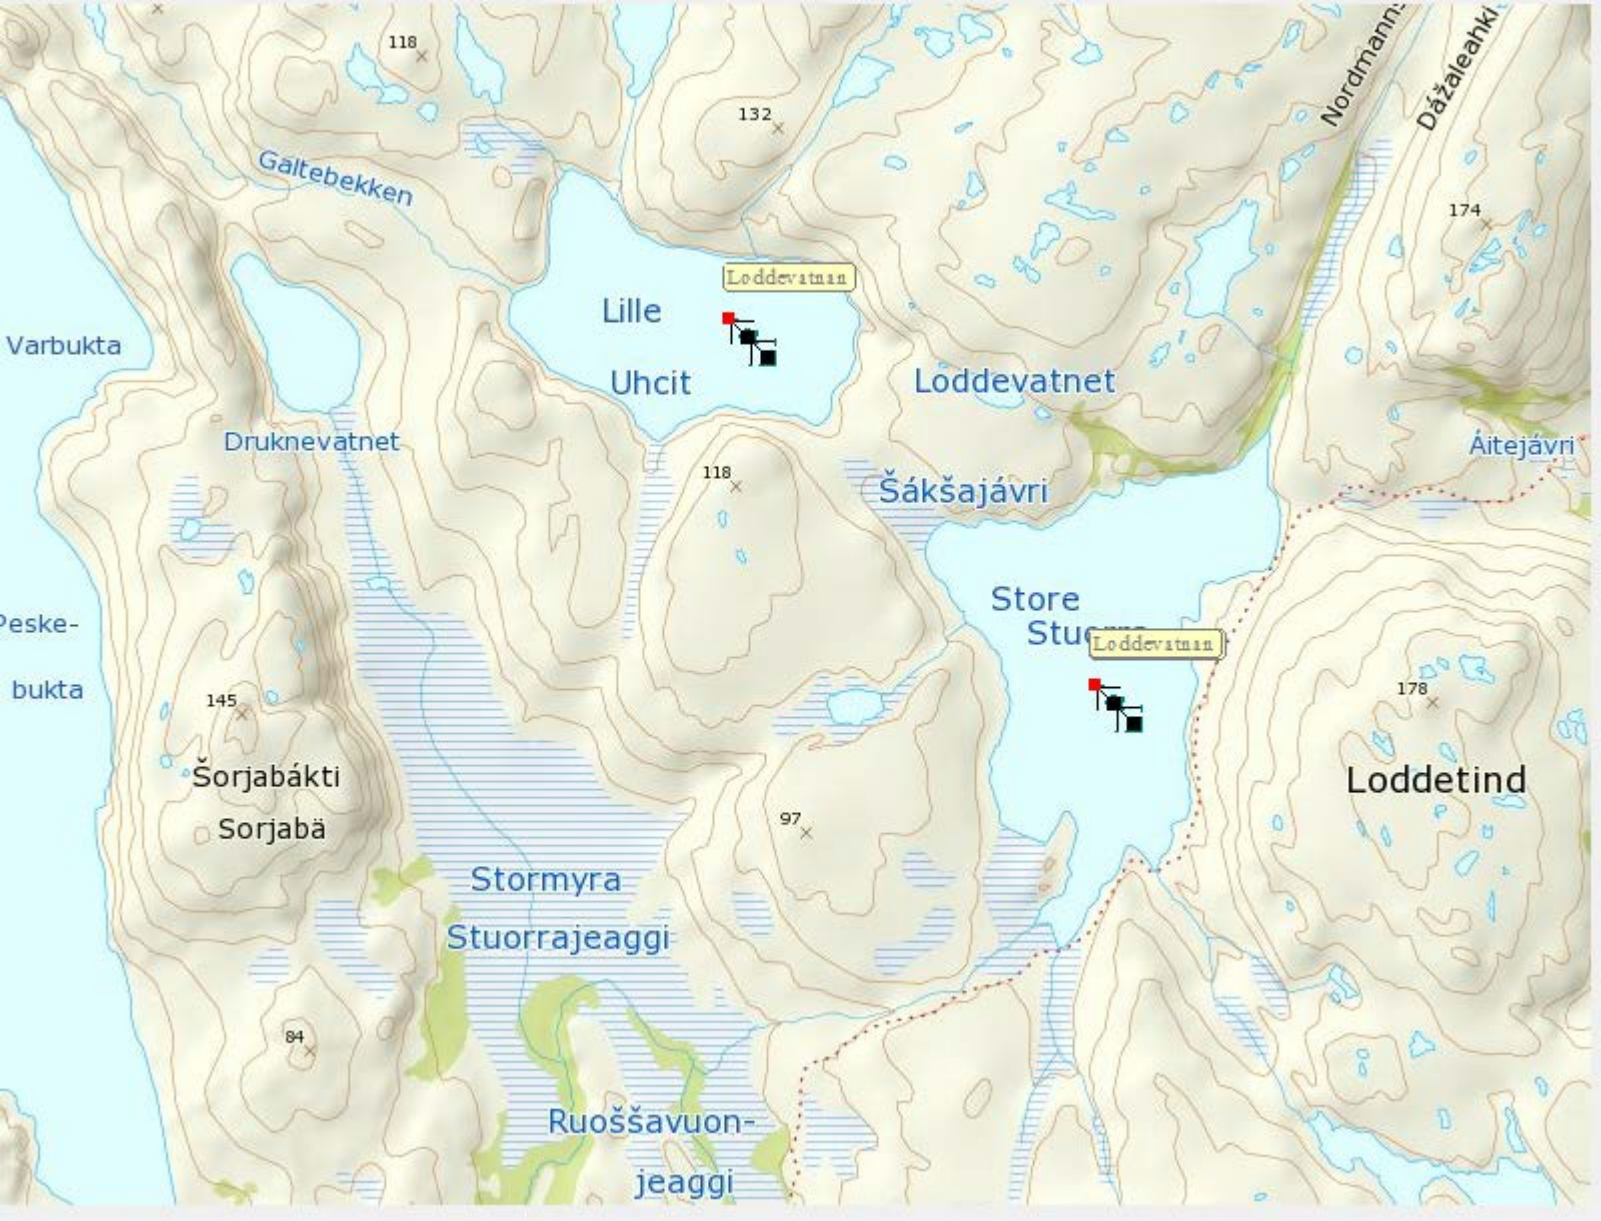 118
Nordmanns
Dážaleahki
132
Galtebekken
174
Loddevatnan
Lille
Varbukta
Uhcit
Loddevatnet
Druknevatnet
Áitejávri
118
Šákšajávri
Store
Peske-
Stuorra
Loddevatnan
bukta
145
178
Šorjabákti
Loddetind
Sorjabä
97
Stormyra
Stuorrajeaggi
84
Ruoššavuon-
jeaggi